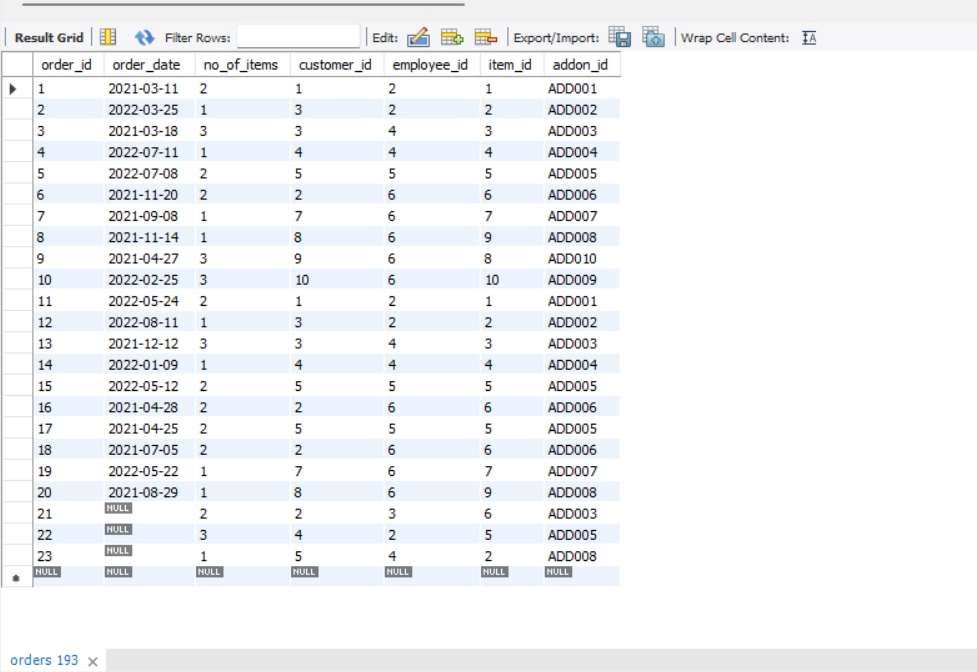 Result Grid Filter Rows: Edit: Export/Import: Wrap Cell Content: IA
order_id order_date no_of_items customer_id employee_id item_id addon_id
1 2021-03-11 2 1 2 1 ADD001
2 2022-03-25 1 3 2 2 ADD002
3 2021-03-18 3 3 4 3 ADD003
4 2022-07-11 1 4 4 4 ADD004
5 2022-07-08 2 5 5 5 ADD005
6 2021-11-20 2 2 6 6 ADD006
7 2021-09-08 1 7 6 7 ADD007
8 2021-11-14 1 8 6 9 ADD008
9 2021-04-27 3 9 6 8 ADD010
10 2022-02-25 3 10 6 10 ADD009
11 2022-05-24 2 1 2 1 ADD001
12 2022-08-11 1 3 2 2 ADD002
13 2021-12-12 3 3 4 3 ADD003
14 2022-01-09 1 4 4 4 ADD004
15 2022-05-12 2 5 5 5 ADD005
16 2021-04-28 2 2 6 6 ADD006
17 2021-04-25 2 5 5 5 ADD005
18 2021-07-05 2 2 6 6 ADD006
19 2022-05-22 1 7 6 7 ADD007
20 2021-08-29 1 8 6 9 ADD008
21 NULL 2 2 3 6 ADD003
22 NULL 3 4 2 5 ADD005
23 NULL 1 5 4 2 ADD008
NULL NULL NULL NULL NULL NULL NULL
orders 193